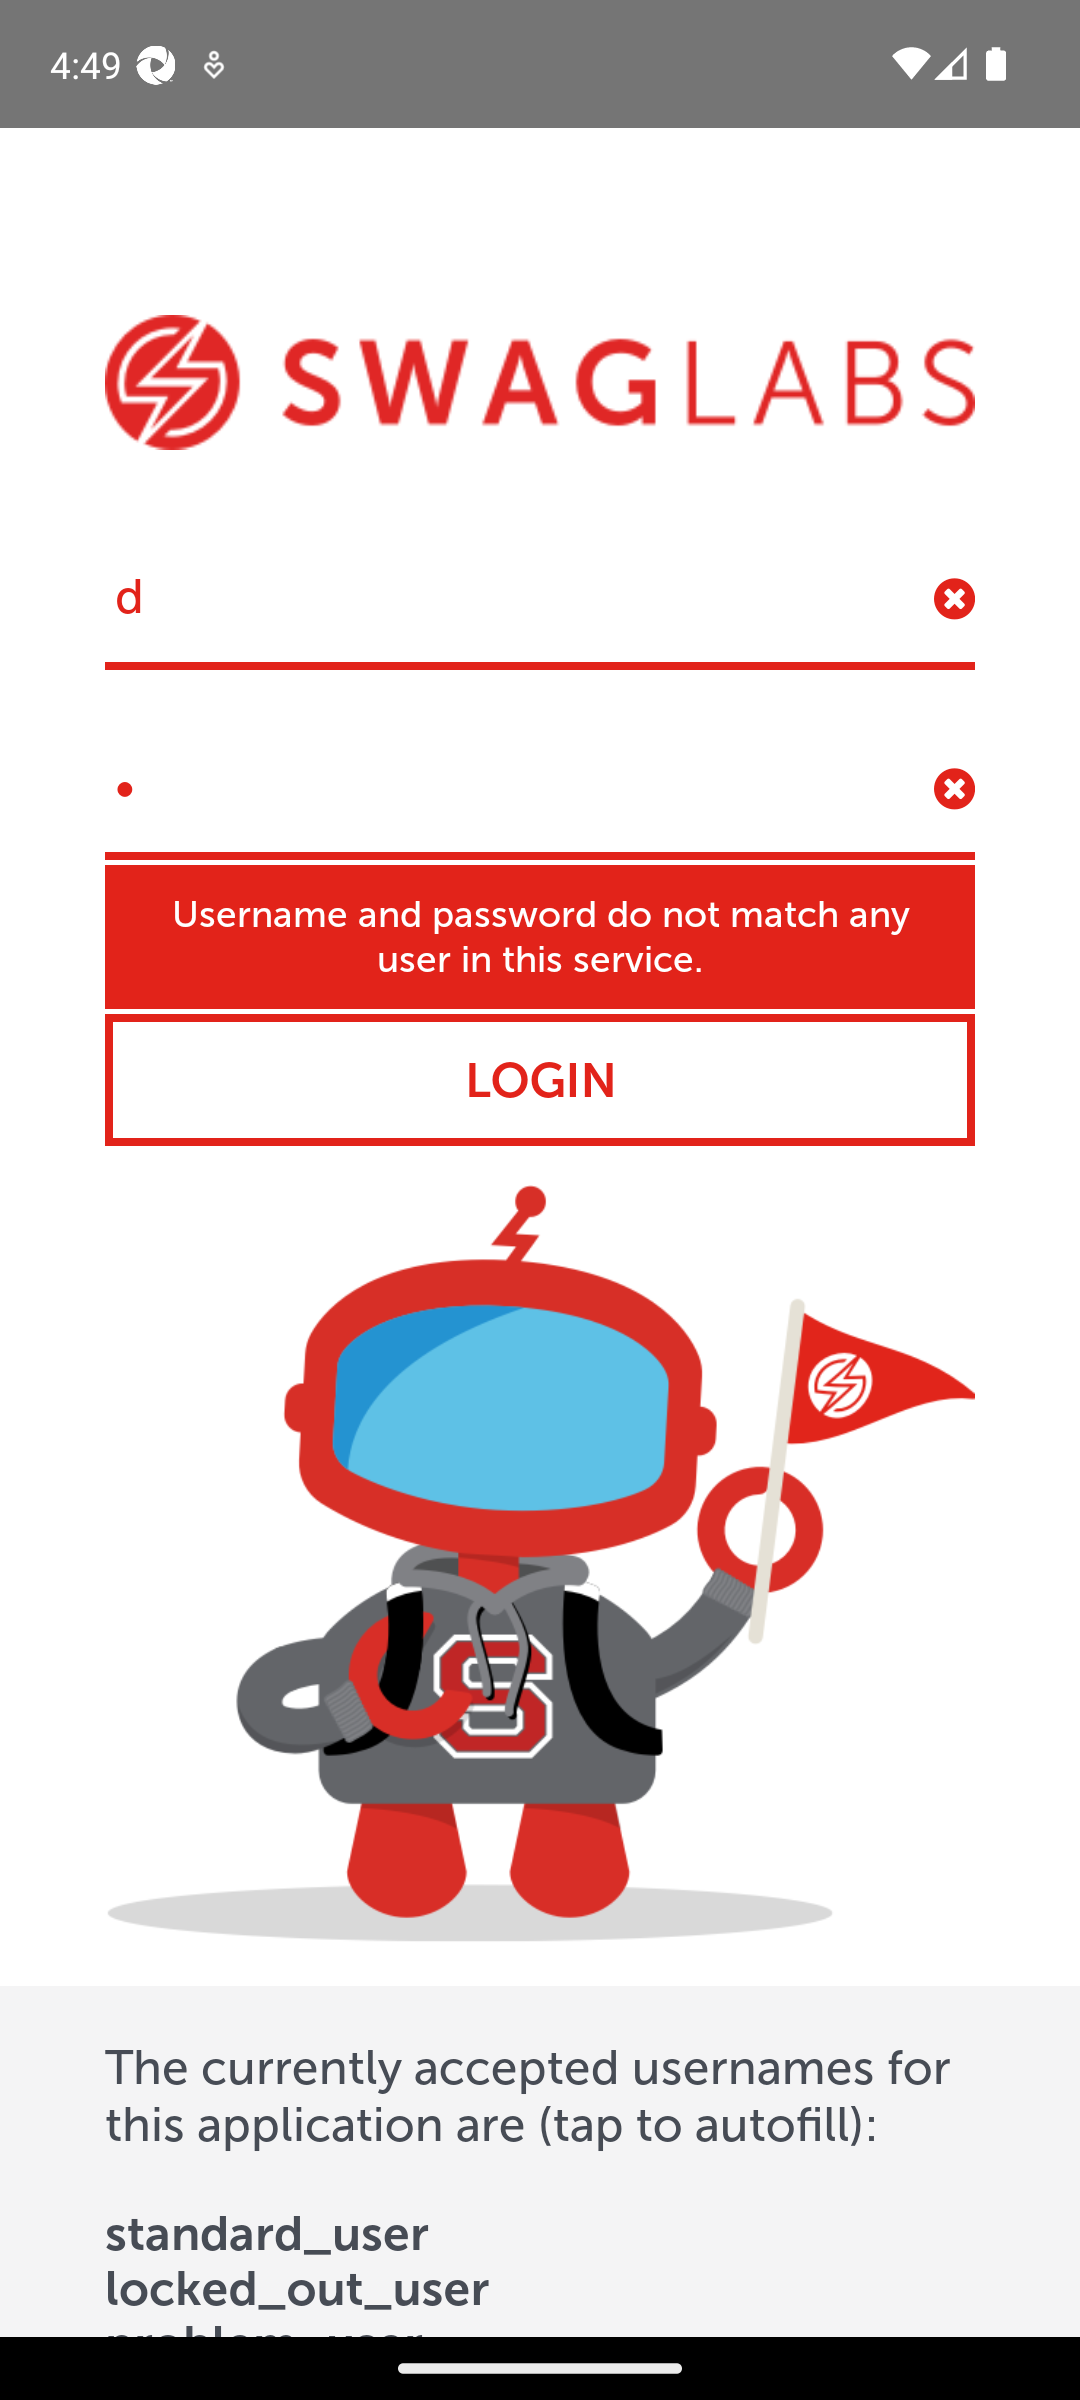 4:49
SWAGLABS
d
Username and password do not match any
user in this service.
LOGIN
S
The currently accepted usernames for
this application are (tap to autofill):
standard_user
locked_out_user